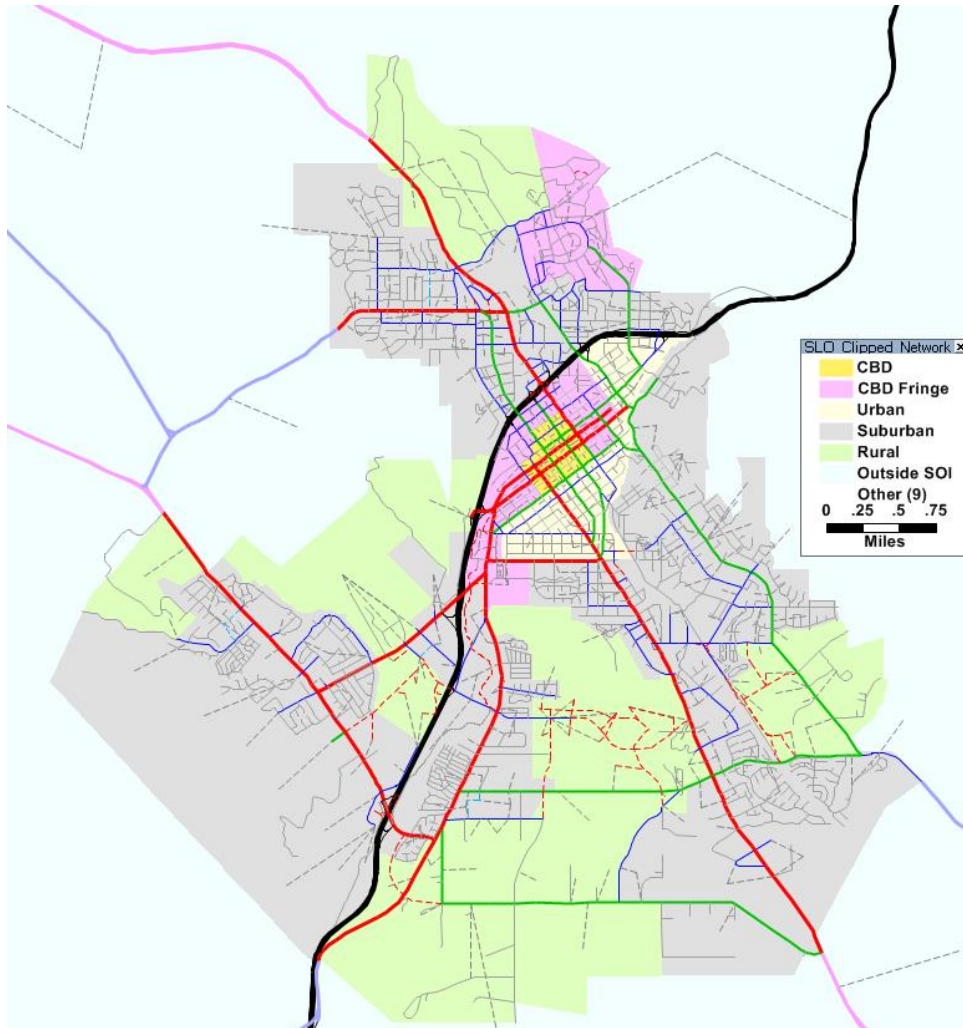 SLO Clipped Network
CBD
CBD Fringe
Urban
Suburban
Rural
Outside SOI
Other (9)
0 .25 .5 .75
Miles